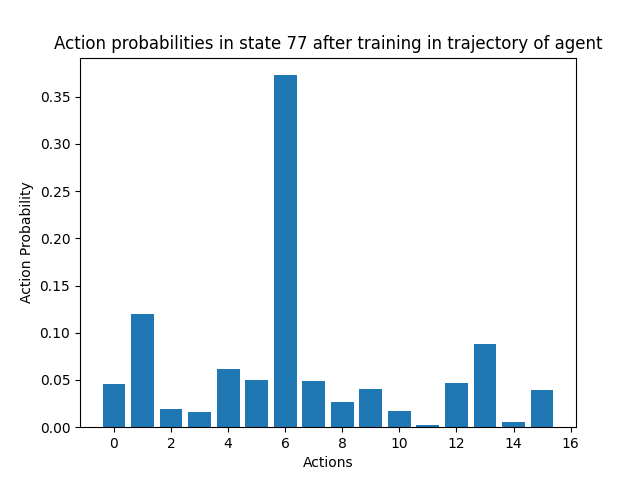 Action probabilities in state 77 after training in trajectory of agent
0.35
0.30
0.25
0.20
0.15
0.10
0.05
0.00
Action Probability
0 2 4 6 8 10 12 14 16
Actions